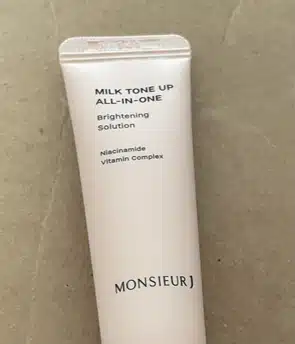 MILK TONE UP
ALL-IN-ONE
Brightening
Solution
Niacinamide
Vitamin Complex
MONSIEUR J